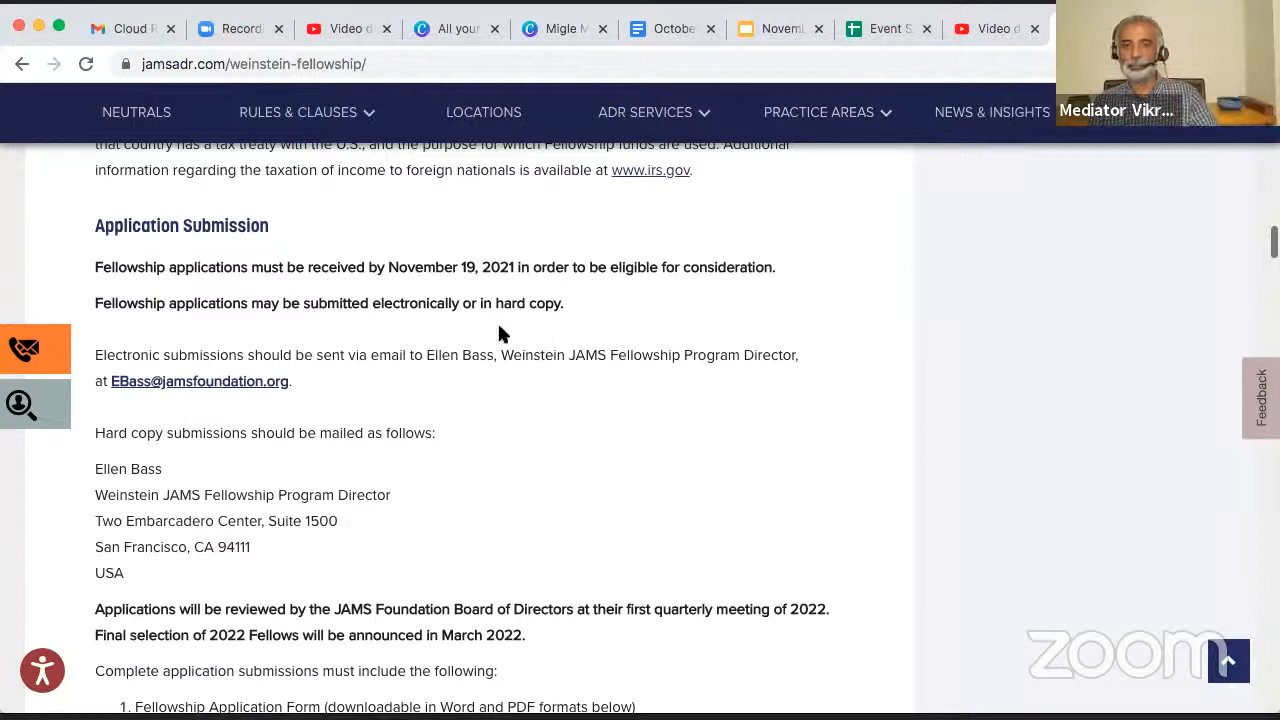 Cloud
Record
Video
All your
Migle M
Octobe
Novem
Event S
Video d
jamsadr.com/weinstein-fellowship/
NEUTRALS
RULES & CLAUSES
LOCATIONS
ADR SERVICES
PRACTICE AREAS
NEWS & INSIGHTS
Mediator Vikr...
that country has a tax treaty with the U.S., and the purpose for which Fellowship funds are used. Additional
information regarding the taxation of income to foreign nationals is available at www.irs.gov.
Application Submission
Fellowship applications must be received by November 19, 2021 in order to be eligible for consideration.
Fellowship applications may be submitted electronically or in hard copy.
Electronic submissions should be sent via email to Ellen Bass, Weinstein JAMS Fellowship Program Director,
at EBass@jamsfoundation.org.
Feedback
Hard copy submissions should be mailed as follows:
Ellen Bass
Weinstein JAMS Fellowship Program Director
Two Embarcadero Center, Suite 1500
San Francisco, CA 94111
USA
Applications will be reviewed by the JAMS Foundation Board of Directors at their first quarterly meeting of 2022.
Final selection of 2022 Fellows will be announced in March 2022.
zoom
Complete application submissions must include the following:
1. Fellowship Application Form (downloadable in Word and PDF formats below)